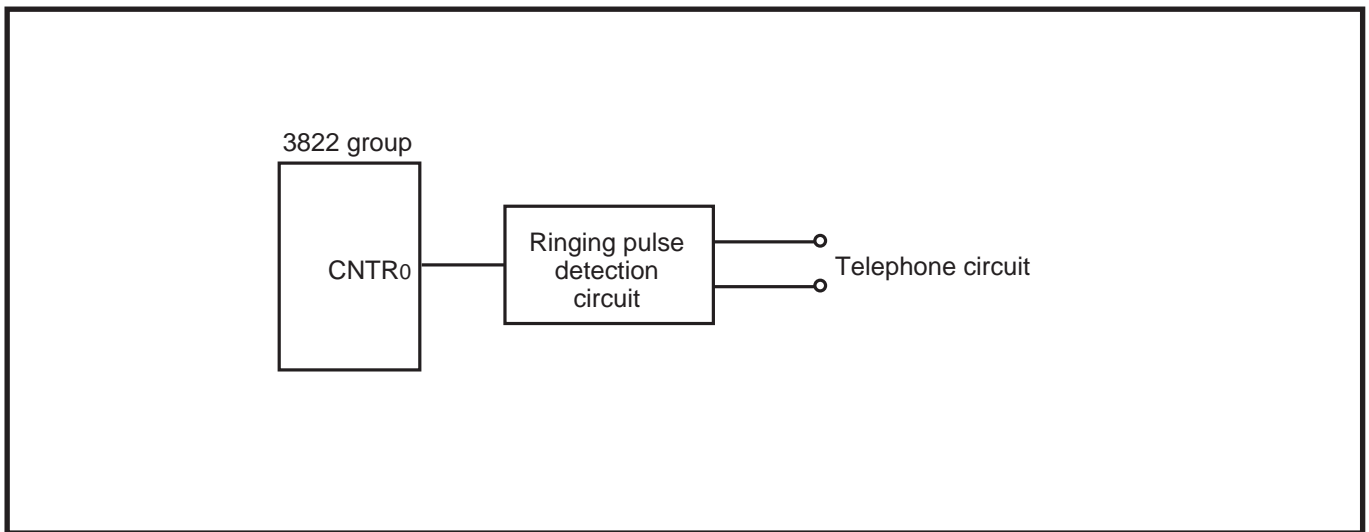 3822 group
CNTR0
Ringing pulse
detection
circuit
Telephone circuit